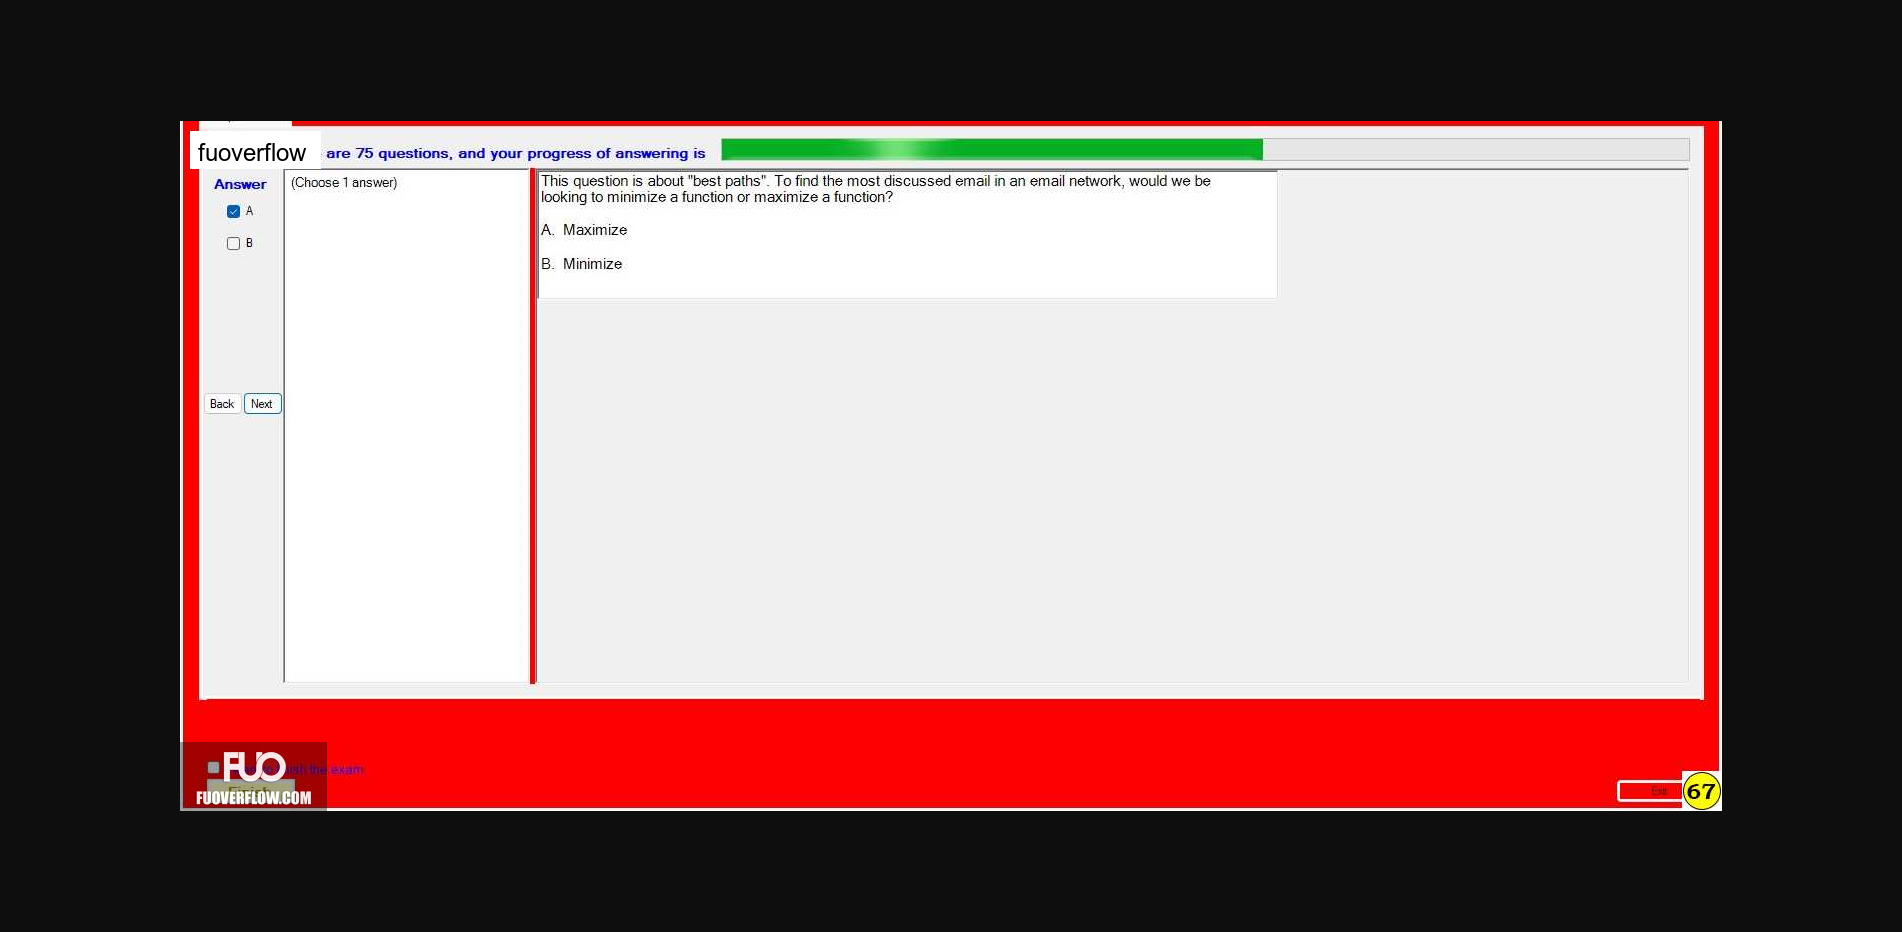 fuoverflow are 75 questions, and your progress of answering is
Answer
(Choose 1 answer)
A
B
This question is about "best paths". To find the most discussed email in an email network, would we be
looking to minimize a function or maximize a function?
A. Maximize
B. Minimize
Back Next
FUO
the exam
FUOVERFLOW.COM
Exit
67